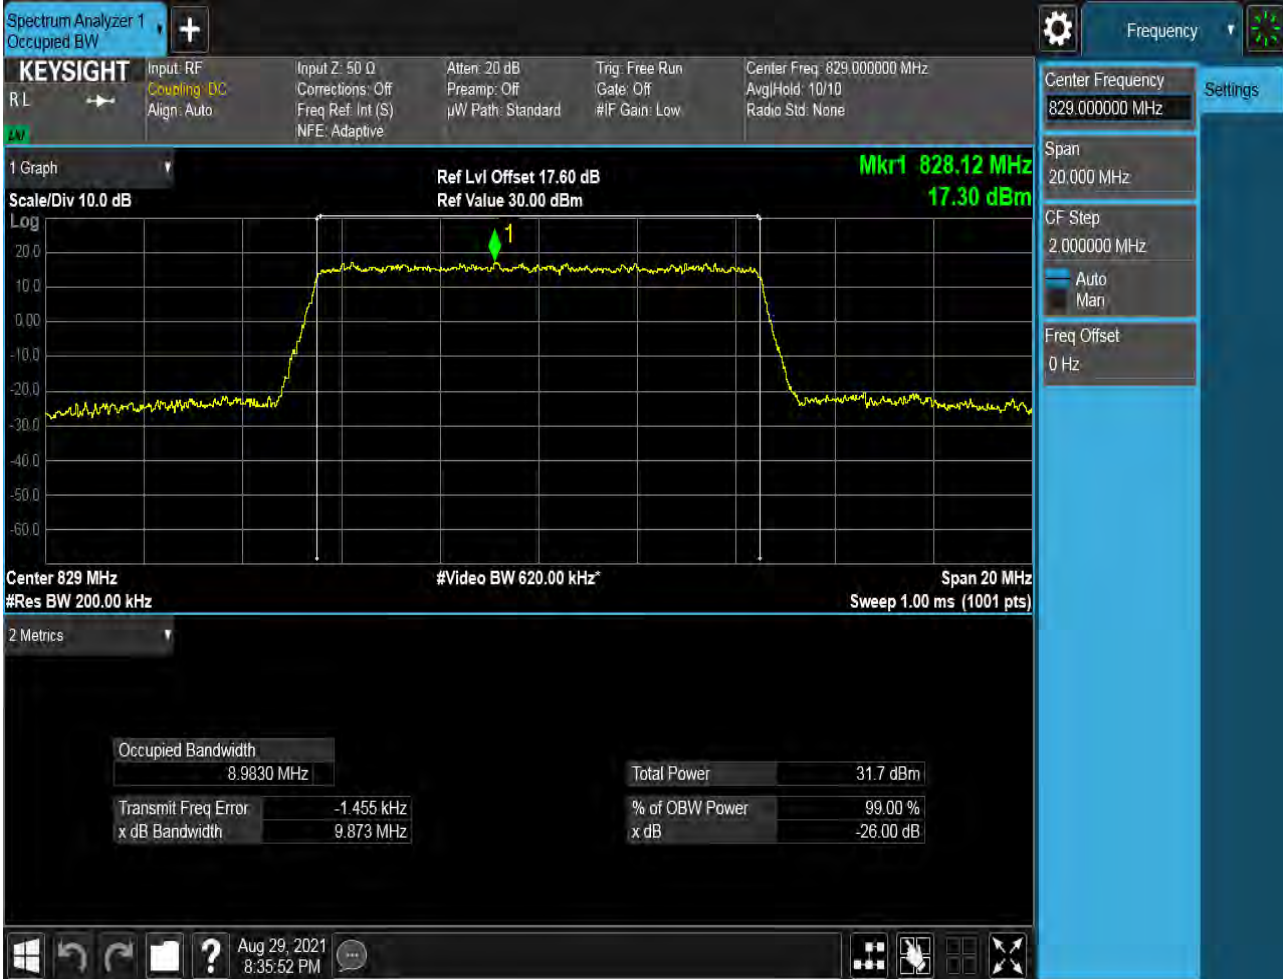 Spectrum Analyzer 1
Occupied BW
+
Frequency
KEYSIGHT
R L
Input: RF
Coupling: DC
Align: Auto
Input Z: 50 Ω
Corrections: Off
Freq Ref: Int (S)
NFE: Adaptive
Atten: 20 dB
Preamp: Off
µW Path: Standard
Trig: Free Run
Gate: Off
#IF Gain: Low
Center Freq: 829.000000 MHz
Avg|Hold: 10/10
Radio Std: None
1 Graph
Scale/Div 10.0 dB
Log
Ref Lvl Offset 17.60 dB
Ref Value 30.00 dBm
Mkr1 828.12 MHz
17.30 dBm
1
20.0
10.0
0.00
-10.0
-20.0
-30.0
-40.0
-50.0
-60.0
Center 829 MHz
#Res BW 200.00 kHz
#Video BW 620.00 kHz*
Span 20 MHz
Sweep 1.00 ms (1001 pts)
2 Metrics
Occupied Bandwidth
8.9830 MHz
Transmit Freq Error -1.455 kHz
x dB Bandwidth 9.873 MHz
Total Power 31.7 dBm
% of OBW Power 99.00 %
x dB -26.00 dB
Center Frequency
829.000000 MHz
Settings
Span
20.000 MHz
CF Step
2.000000 MHz
Auto
Man
Freq Offset
0 Hz
?
Aug 29, 2021
8:35:52 PM